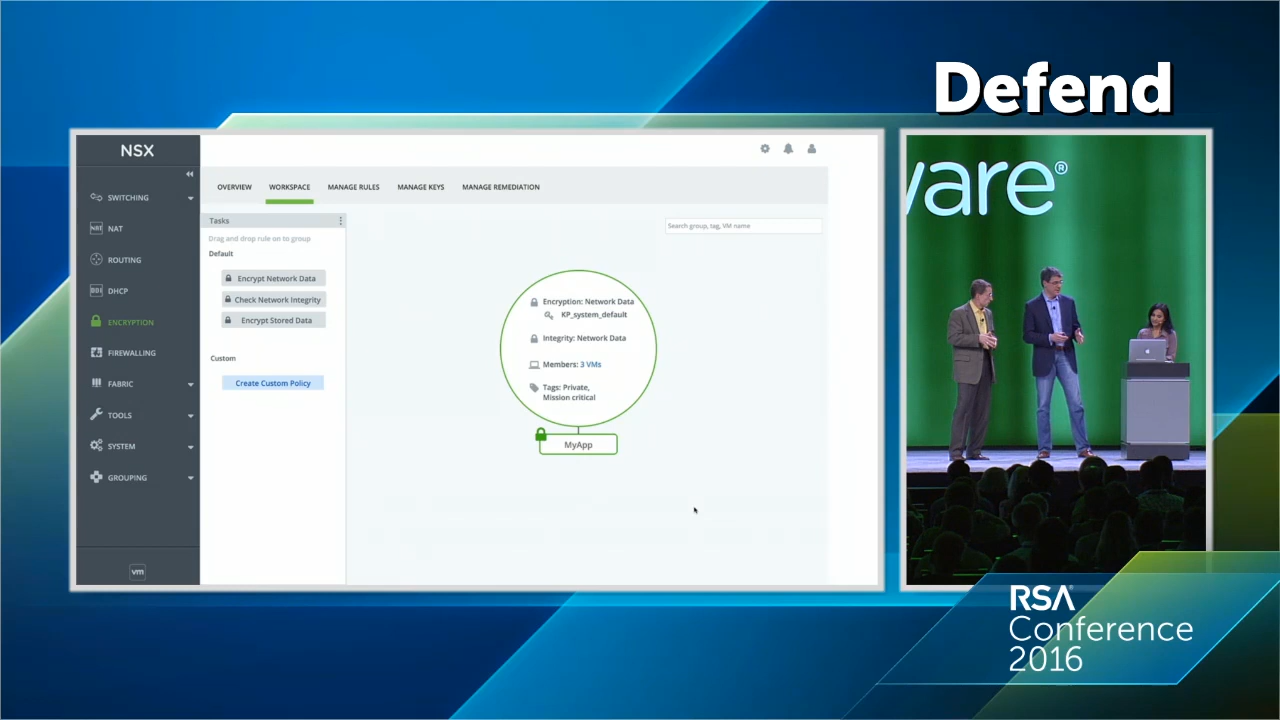 Defend
NSX
SWITCHING
NAT
ROUTING
DHCP
ENCRYPTION
FIREWALLING
FABRIC
TOOLS
SYSTEM
GROUPING
vm
OVERVIEW
WORKSPACE
MANAGE RULES
MANAGE KEYS
MANAGE REMEDIATION
Tasks
Drag and drop rule on to group
Default
Encrypt Network Data
Check Network Integrity
Encrypt Stored Data
Custom
Create Custom Policy
Search group, tag, VM name
Encryption: Network Data
KP_system_default
Integrity: Network Data
Members: 3 VMs
Tags: Private,
Mission critical
MyApp
ware®
RSA
Conference
2016